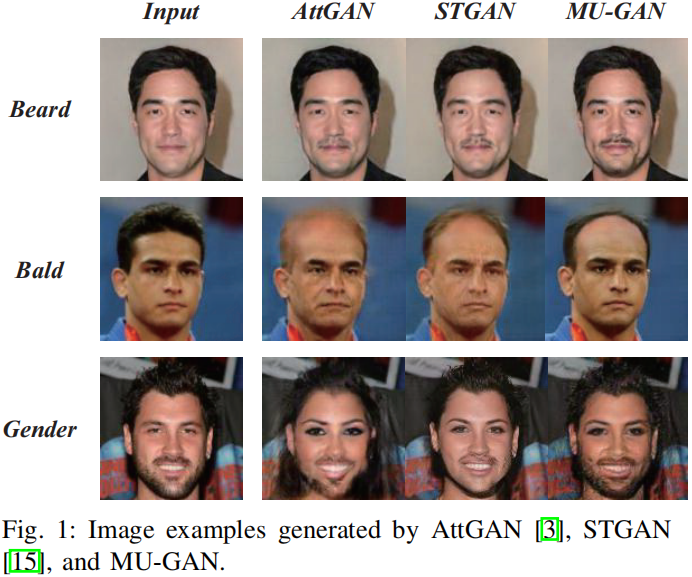 Input AttGAN STGAN MU-GAN
Beard
Bald
Gender
Fig. 1: Image examples generated by AttGAN [3], STGAN
[15], and MU-GAN.